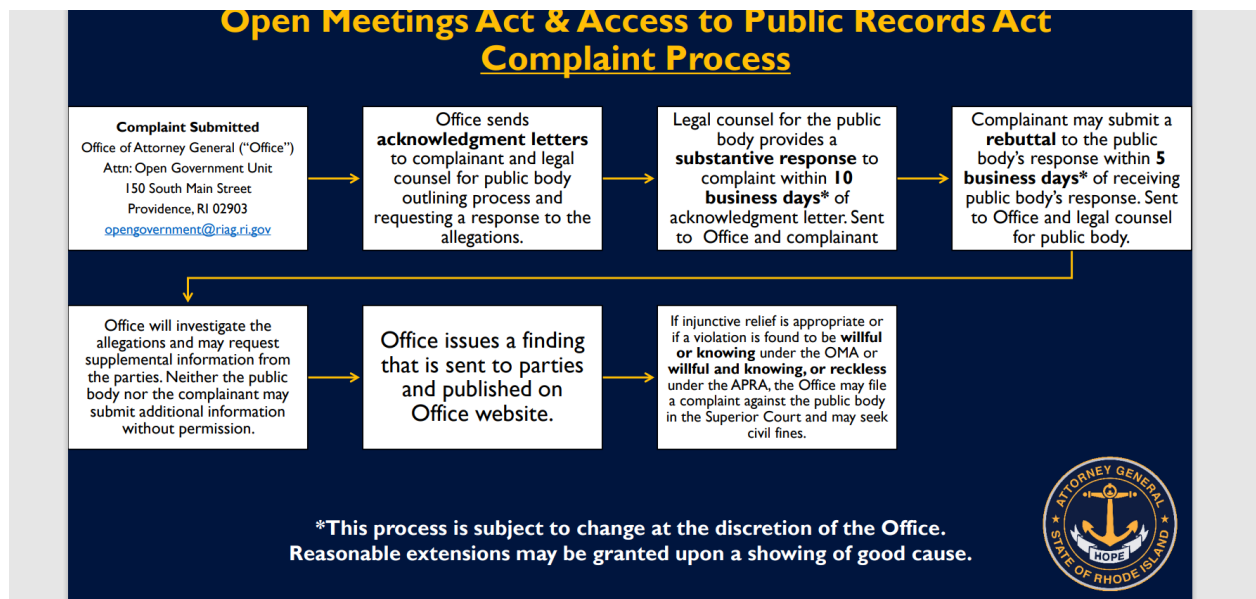 Open Meetings Act & Access to Public Records Act
Complaint Process
Complaint Submitted
Office of Attorney General (“Office”)
Attn: Open Government Unit
150 South Main Street
Providence, RI 02903
opengovernment@riag.ri.gov
Office sends
acknowledgment letters
to complainant and legal
counsel for public body
outlining process and
requesting a response to the
allegations.
Legal counsel for the public
body provides a
substantive response to
complaint within 10
business days* of
acknowledgment letter. Sent
to Office and complainant
Complainant may submit a
rebuttal to the public
body’s response within 5
business days* of receiving
public body’s response. Sent
to Office and legal counsel
for public body.
Office will investigate the
allegations and may request
supplemental information from
the parties. Neither the public
body nor the complainant may
submit additional information
without permission.
Office issues a finding
that is sent to parties
and published on
Office website.
If injunctive relief is appropriate or
if a violation is found to be willful
or knowing under the OMA or
willful and knowing, or reckless
under the APRA, the Office may file
a complaint against the public body
in the Superior Court and may seek
civil fines.
*This process is subject to change at the discretion of the Office.
Reasonable extensions may be granted upon a showing of good cause.
ATTORNEY GENERAL
HOPE
STATE OF RHODE ISLAND